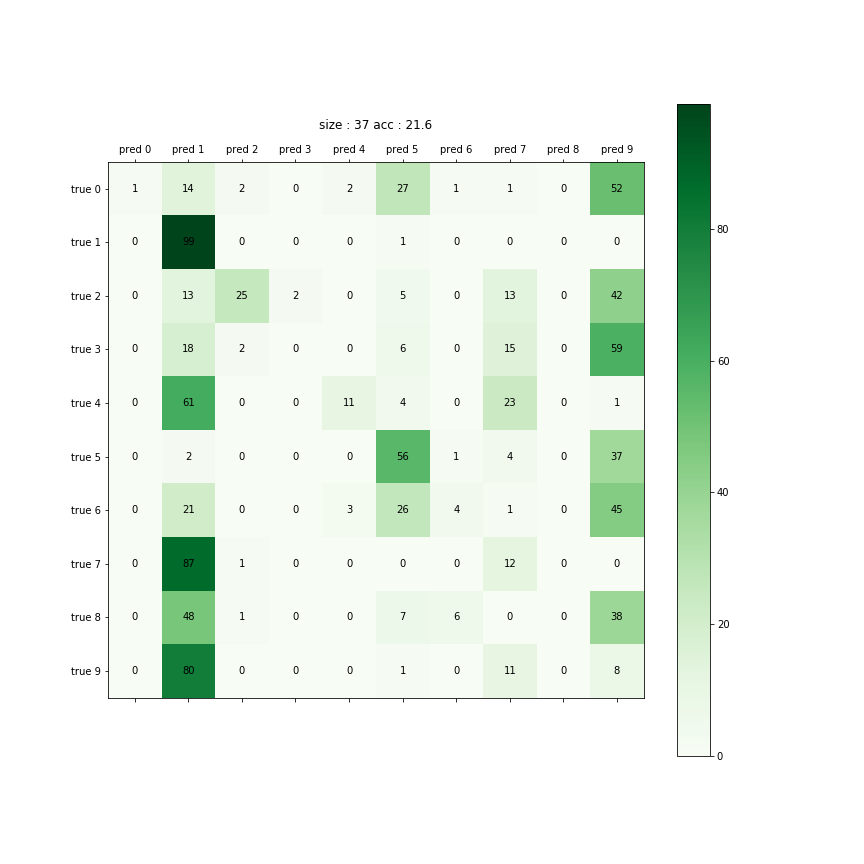 size : 37 acc : 21.6
pred 0 pred 1 pred 2 pred 3 pred 4 pred 5 pred 6 pred 7 pred 8 pred 9
true 0 1 14 2 0 2 27 1 1 0 52
true 1 0 99 0 0 0 1 0 0 0 0
true 2 0 13 25 2 0 5 0 13 0 42
true 3 0 18 2 0 0 6 0 15 0 59
true 4 0 61 0 0 11 4 0 23 0 1
true 5 0 2 0 0 0 56 1 4 0 37
true 6 0 21 0 0 3 26 4 1 0 45
true 7 0 87 1 0 0 0 0 12 0 0
true 8 0 48 1 0 0 7 6 0 0 38
true 9 0 80 0 0 0 1 0 11 0 8
80
60
40
20
0